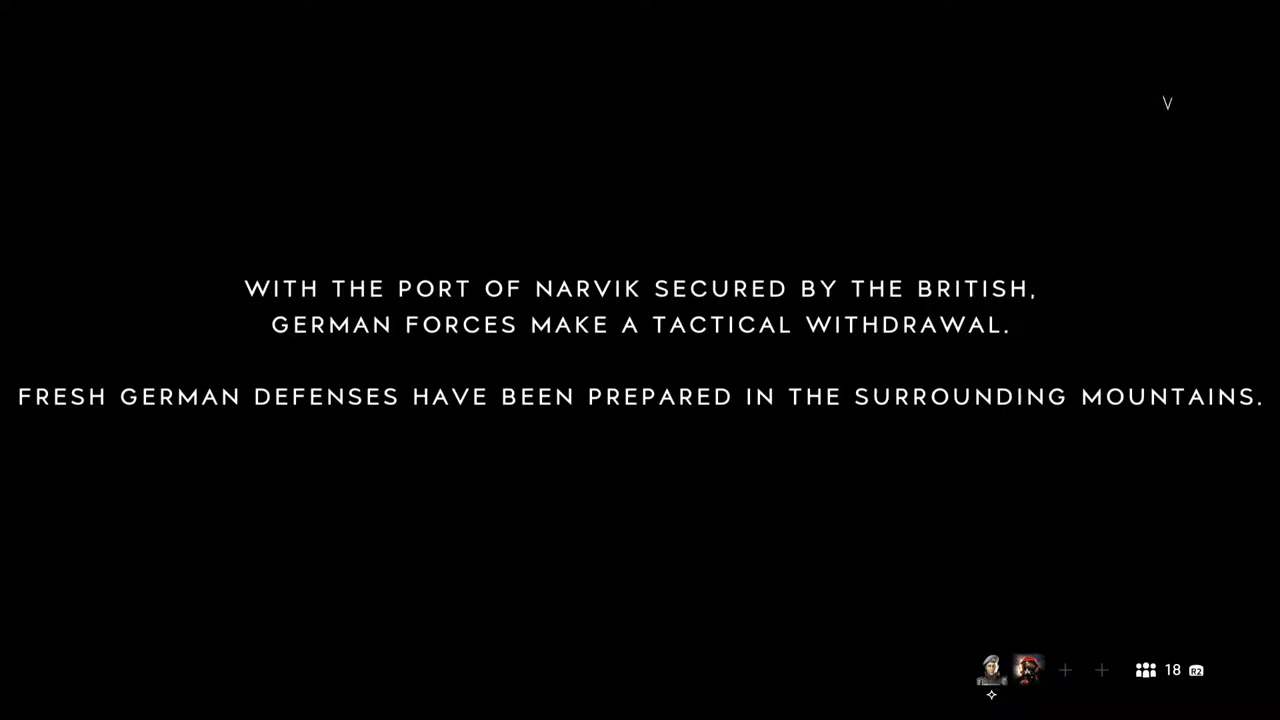 V
WITH THE PORT OF NARVIK SECURED BY THE BRITISH,
GERMAN FORCES MAKE A TACTICAL WITHDRAWAL.
FRESH GERMAN DEFENSES HAVE BEEN PREPARED IN THE SURROUNDING MOUNTAINS.
18 R2